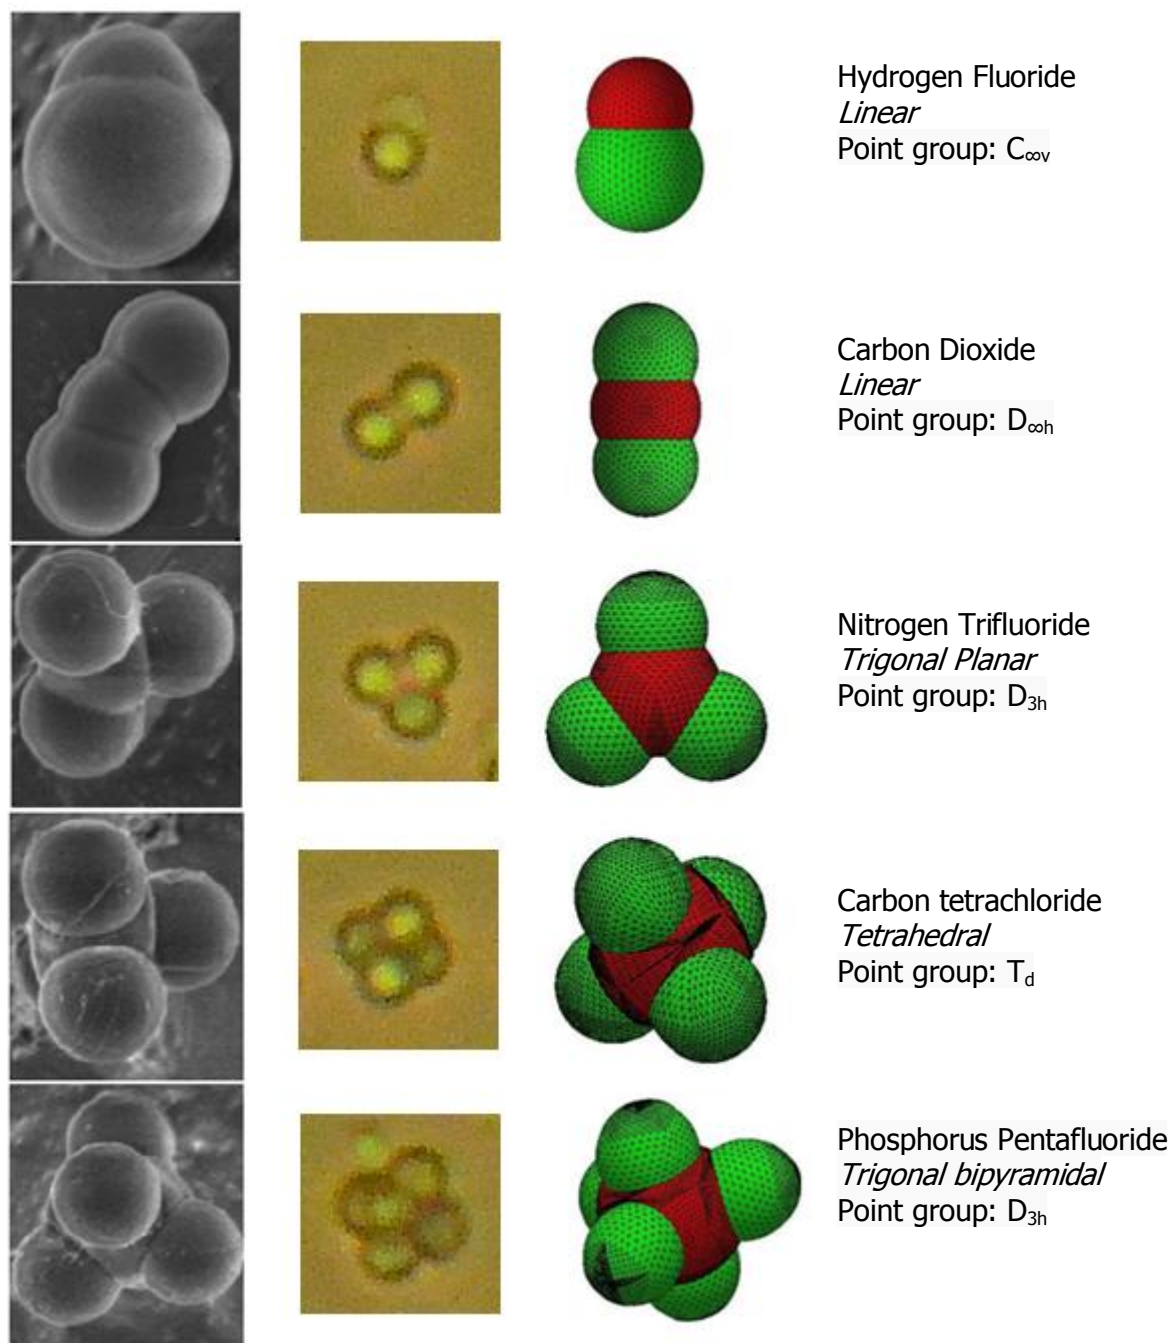 Hydrogen Fluoride
Linear
Point group: C∞v
Carbon Dioxide
Linear
Point group: D∞h
Nitrogen Trifluoride
Trigonal Planar
Point group: D3h
Carbon tetrachloride
Tetrahedral
Point group: Td
Phosphorus Pentafluoride
Trigonal bipyramidal
Point group: D3h